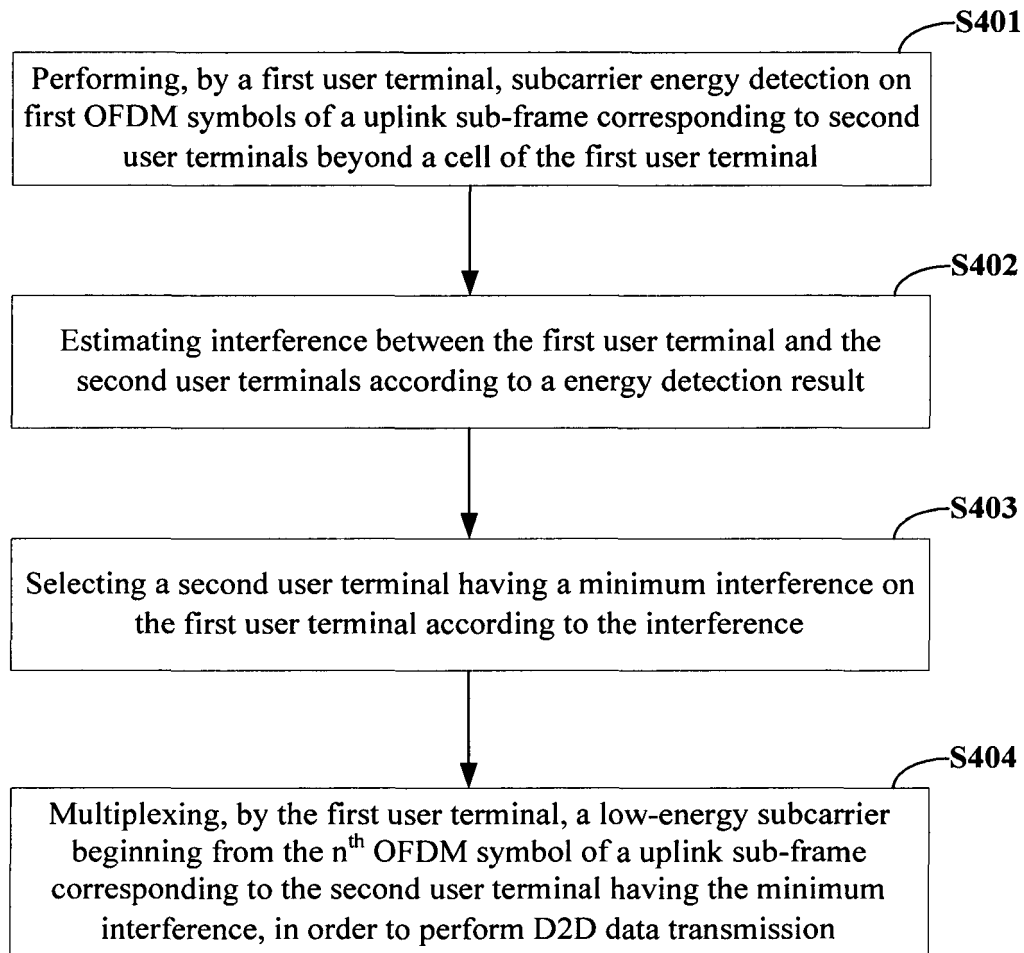 S401
Performing, by a first user terminal, subcarrier energy detection on
first OFDM symbols of a uplink sub-frame corresponding to second
user terminals beyond a cell of the first user terminal
S402
Estimating interference between the first user terminal and the
second user terminals according to a energy detection result
S403
Selecting a second user terminal having a minimum interference on
the first user terminal according to the interference
S404
Multiplexing, by the first user terminal, a low-energy subcarrier
beginning from the nth OFDM symbol of a uplink sub-frame
corresponding to the second user terminal having the minimum
interference, in order to perform D2D data transmission